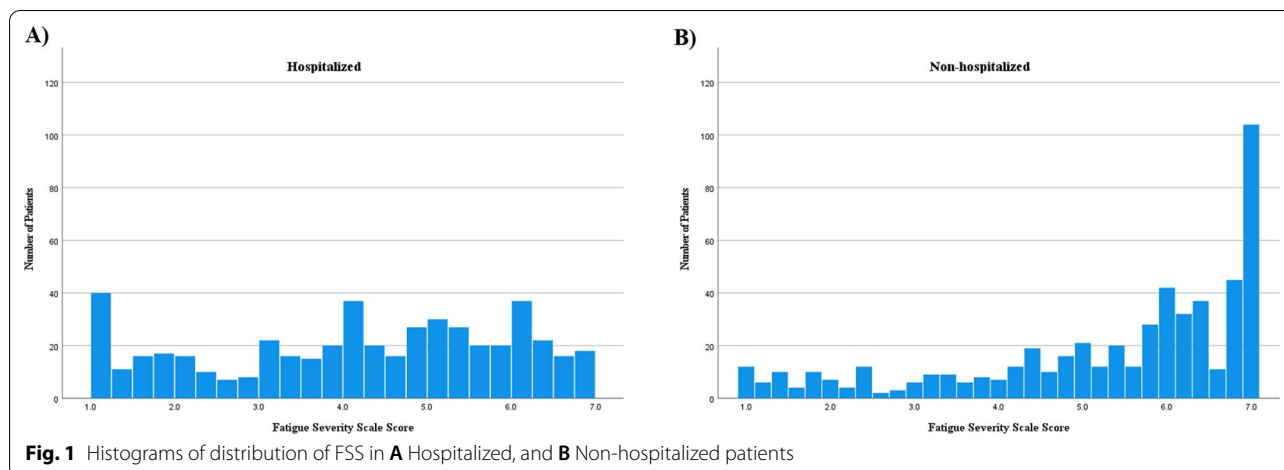 A)
Hospitalized
120
100
80
60
40
20
0
Number of Patients
1.0 2.0 3.0 4.0 5.0 6.0 7.0
Fatigue Severity Scale Score
B)
Non-hospitalized
120
100
80
60
40
20
0
Number of Patients
1.0 2.0 3.0 4.0 5.0 6.0 7.0
Fatigue Severity Scale Score
Fig. 1 Histograms of distribution of FSS in A Hospitalized, and B Non-hospitalized patients